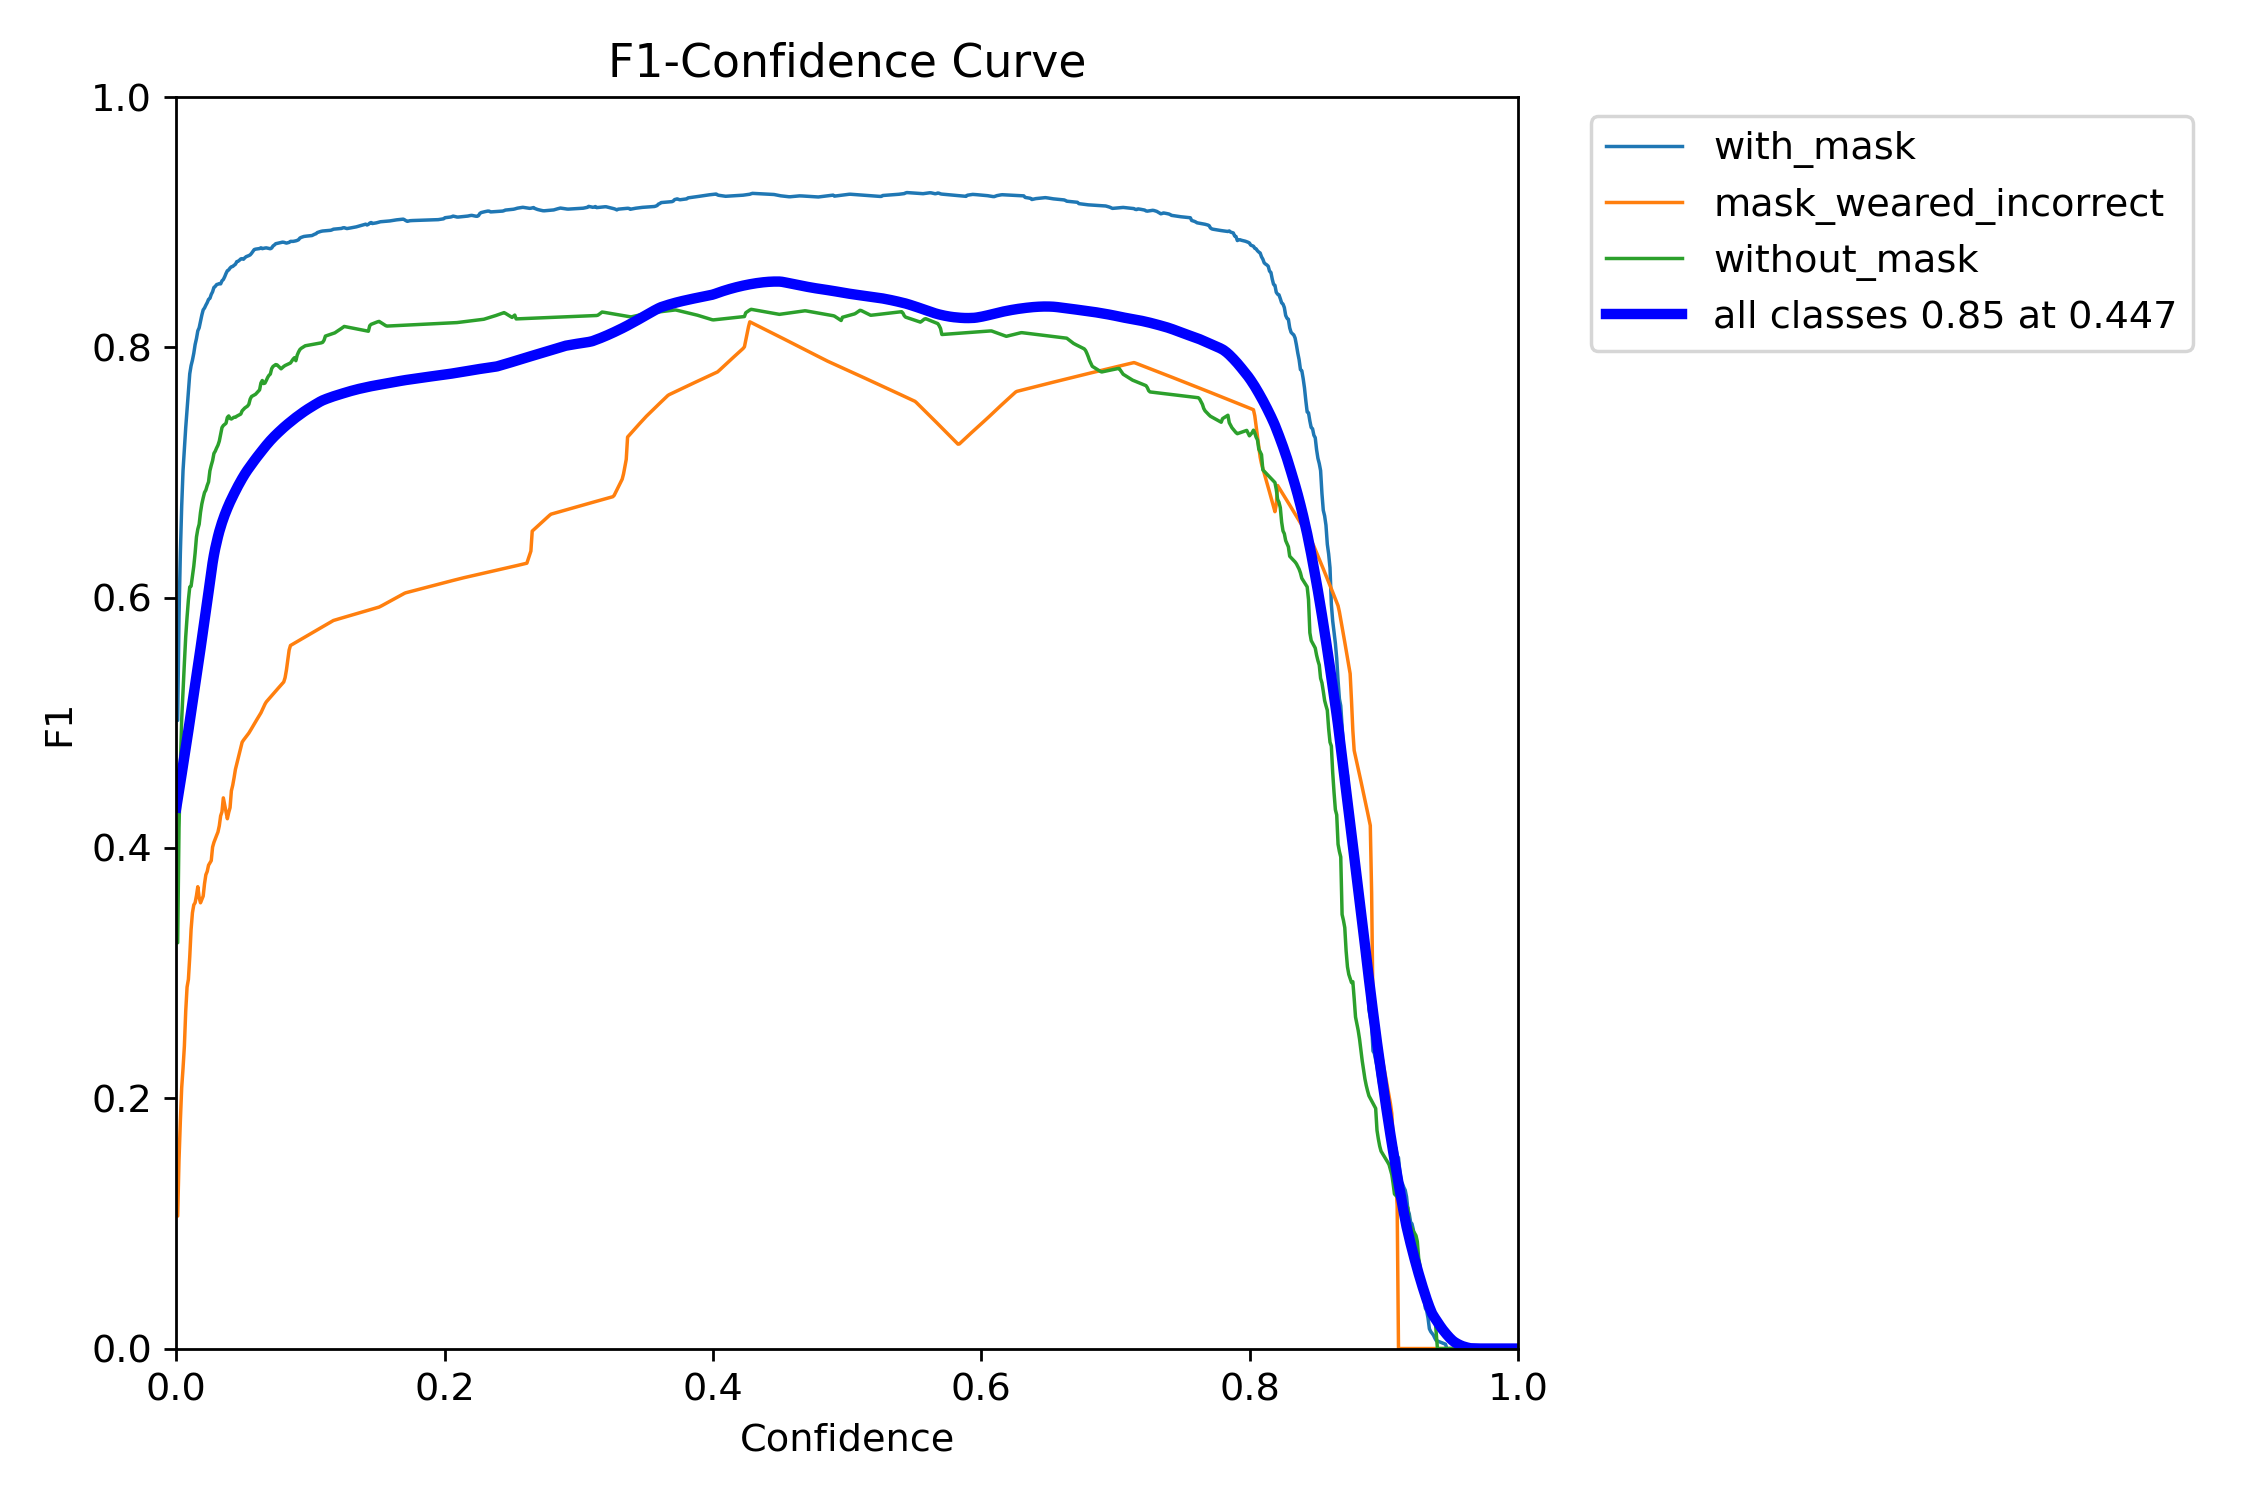 F1-Confidence Curve
1.0
0.8
0.6
0.4
0.2
0.0
F1
0.0 0.2 0.4 0.6 0.8 1.0
Confidence
with_mask
mask_weared_incorrect
without_mask
all classes 0.85 at 0.447